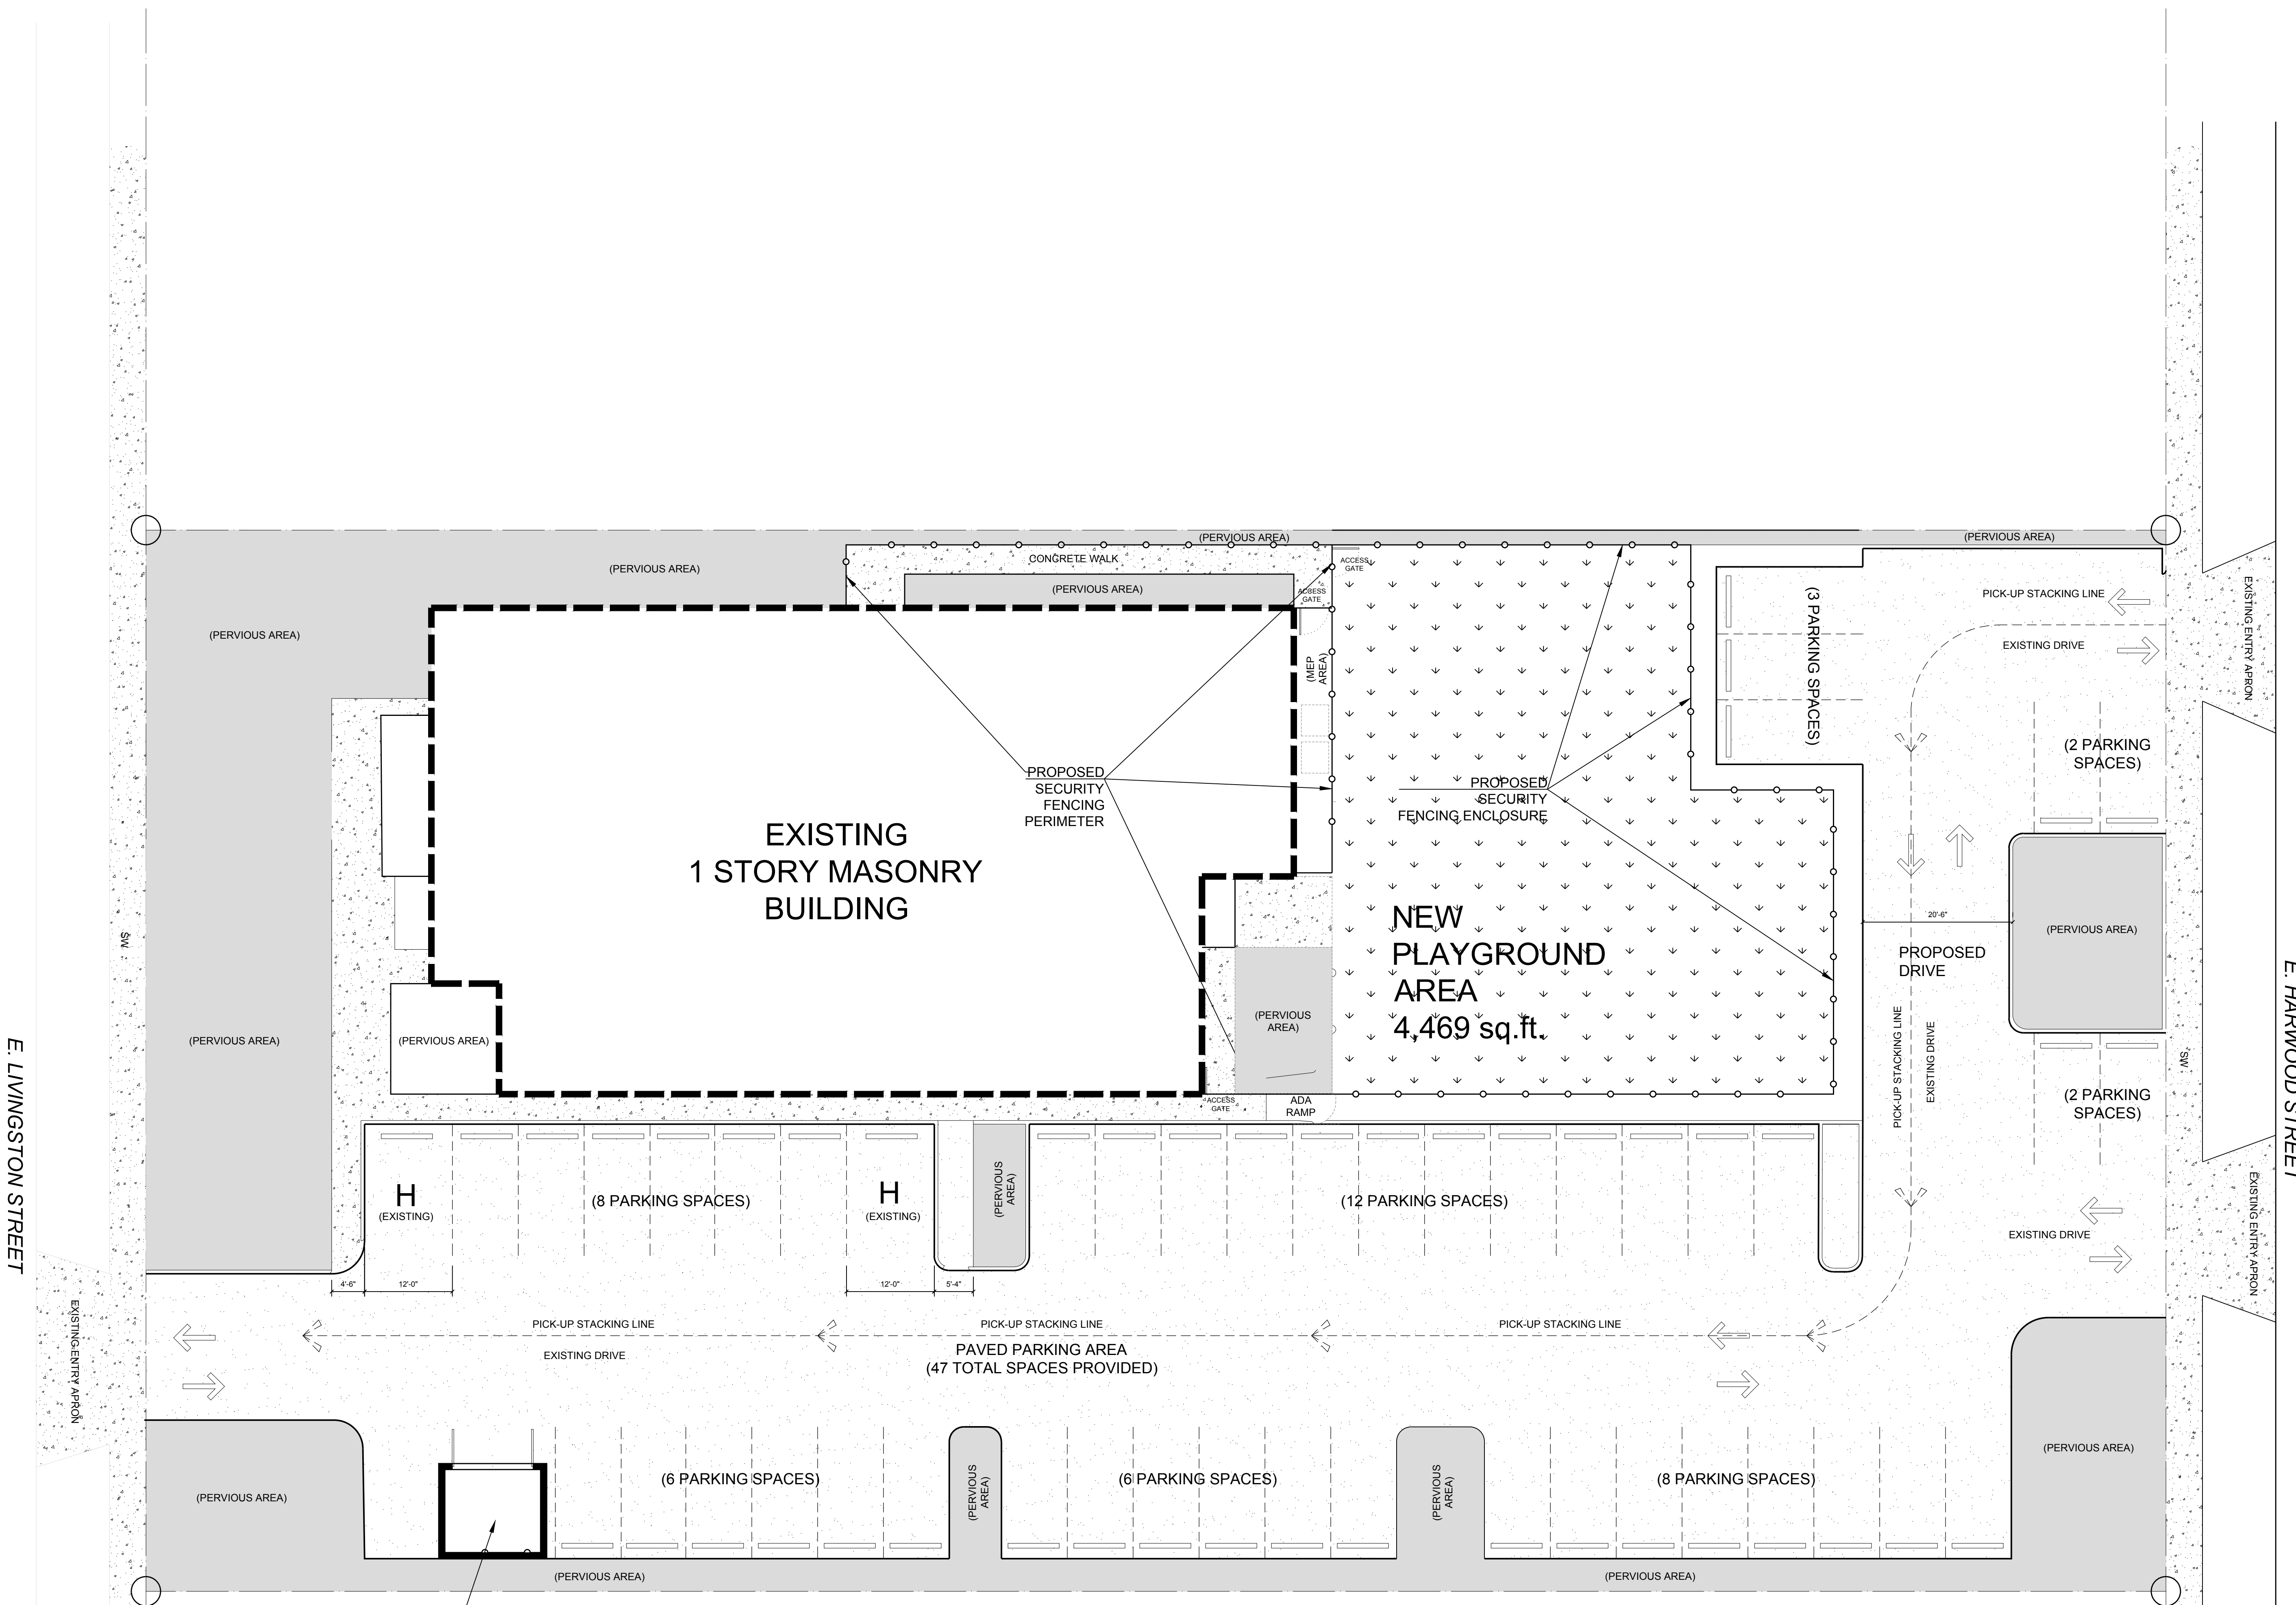 (PERVIOUS AREA)
(PERVIOUS AREA)
(PERVIOUS AREA)
CONCRETE WALK
ACCESS
GATE
(PERVIOUS AREA)
ACCESS
GATE
(PERVIOUS AREA)
(MEP
AREA)
(3 PARKING SPACES)
PICK-UP STACKING LINE
EXISTING DRIVE
EXISTING ENTRY APRON
(2 PARKING
SPACES)
PROPOSED
SECURITY
FENCING
PERIMETER
PROPOSED
SECURITY
FENCING ENCLOSURE
EXISTING
1 STORY MASONRY
BUILDING
NEW
PLAYGROUND
AREA
4,469 sq.ft.
20'-6"
PROPOSED
DRIVE
(PERVIOUS AREA)
SW.
(PERVIOUS AREA)
(PERVIOUS AREA)
(PERVIOUS
AREA)
PICK-UP STACKING LINE
EXISTING DRIVE
SW.
E. LIVINGSTON STREET
E. HARWOOD STREET
ACCESS
GATE
ADA
RAMP
(2 PARKING
SPACES)
H
(EXISTING)
(8 PARKING SPACES)
H
(EXISTING)
(PERVIOUS
AREA)
(12 PARKING SPACES)
EXISTING DRIVE
EXISTING ENTRY APRON
4'-6"
12'-0"
12'-0"
5'-4"
EXISTING ENTRY APRON
PICK-UP STACKING LINE
EXISTING DRIVE
PICK-UP STACKING LINE
PAVED PARKING AREA
(47 TOTAL SPACES PROVIDED)
PICK-UP STACKING LINE
(PERVIOUS AREA)
(6 PARKING SPACES)
(PERVIOUS
AREA)
(6 PARKING SPACES)
(PERVIOUS
AREA)
(8 PARKING SPACES)
(PERVIOUS AREA)
(PERVIOUS AREA)
(PERVIOUS AREA)